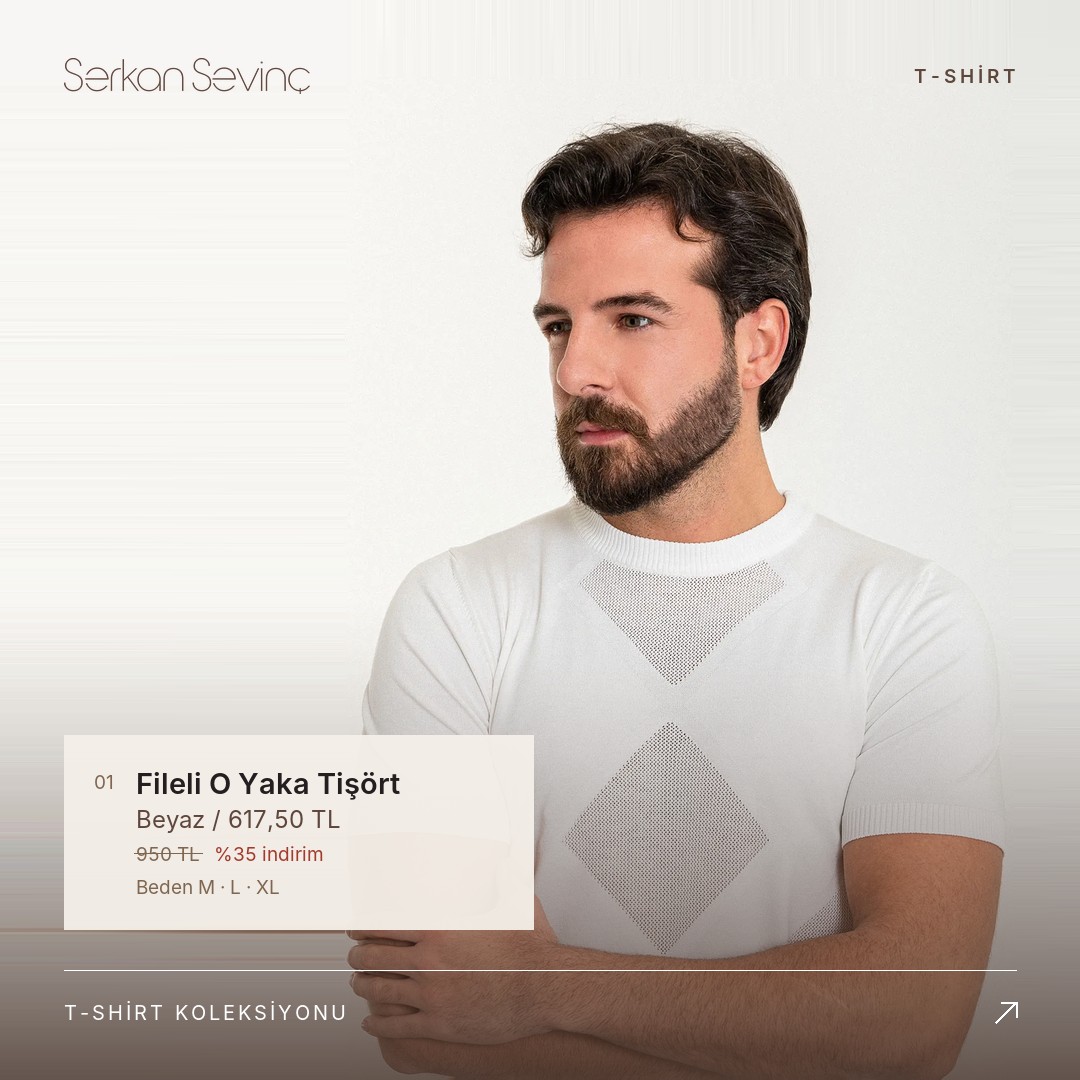 Serkan Sevinç
T-SHİRT
01 Fileli O Yaka Tişört
Beyaz / 617,50 TL
950 TL %35 indirim
Beden M · L · XL
T-SHİRT KOLEKSİYONU